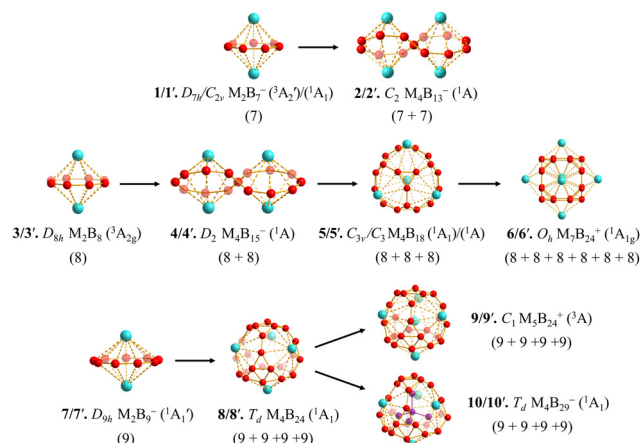 1/1′. D7h/C2v M2B7− (3A2′)/(1A1)
(7)
2/2′. C2 M4B13− (1A)
(7 + 7)
3/3′. D8h M2B8 (3A2g)
(8)
4/4′. D2 M4B15− (1A)
(8 + 8)
5/5′. C3v/C3 M4B18 (1A1)/(1A)
(8 + 8 + 8)
6/6′. Oh M7B24+ (1A1g)
(8 + 8 + 8 + 8 + 8 + 8)
7/7′. D9h M2B9− (1A1′)
(9)
8/8′. Td M4B24 (1A1)
(9 + 9 +9 +9)
9/9′. C1 M5B24+ (3A)
(9 + 9 +9 +9)
10/10′. Td M4B29− (1A1)
(9 + 9 +9 +9)